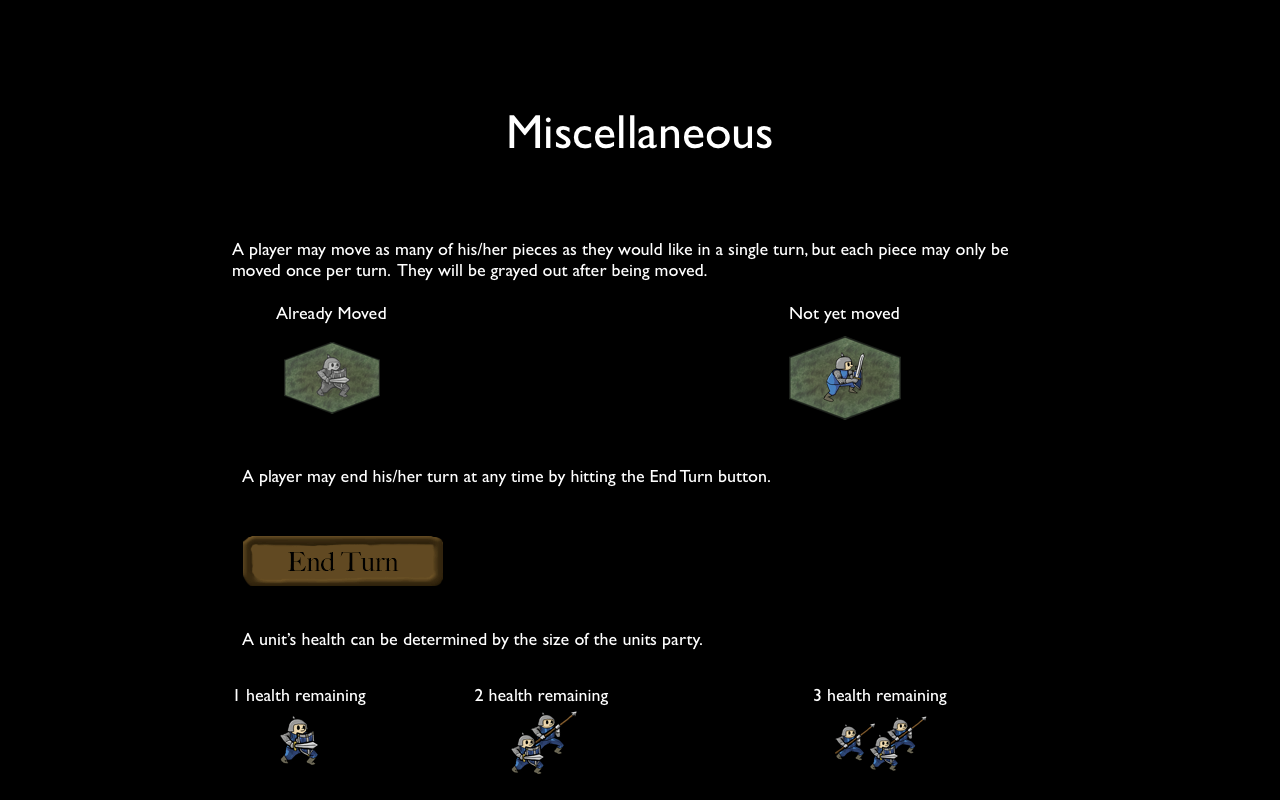 Miscellaneous
A player may move as many of his/her pieces as they would like in a single turn, but each piece may only be
moved once per turn. They will be grayed out after being moved.
Already Moved
Not yet moved
A player may end his/her turn at any time by hitting the End Turn button.
End Turn
A unit’s health can be determined by the size of the units party.
1 health remaining
2 health remaining
3 health remaining